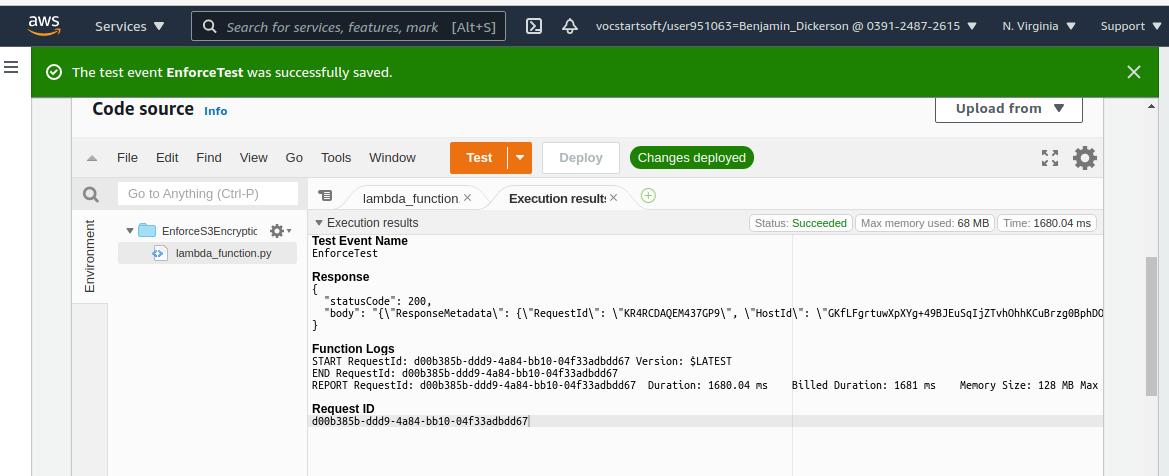 aws Services Search for services, features, mark [Alt+S] vocstartsoft/user951063=Benjamin_Dickerson @ 0391-2487-2615 N. Virginia Support
The test event EnforceTest was successfully saved.
Code source Info Upload from
File Edit Find View Go Tools Window Test Deploy Changes deployed
Go to Anything (Ctrl-P) lambda_function. Execution results
Execution results Status: Succeeded Max memory used: 68 MB Time: 1680.04 ms
Environment
EnforceS3Encryptic
lambda_function.py
Test Event Name
EnforceTest
Response
{
"statusCode": 200,
"body": "{\"ResponseMetadata\": {\"RequestId\": \"KR4RCDAQEM437GP9\", \"HostId\": \"GKfLFgrtuwXpXYg+49BJEuSqIjZTvhOhhKCuBrzg0BphDO
}
Function Logs
START RequestId: d00b385b-ddd9-4a84-bb10-04f33adbdd67 Version: $LATEST
END RequestId: d00b385b-ddd9-4a84-bb10-04f33adbdd67
REPORT RequestId: d00b385b-ddd9-4a84-bb10-04f33adbdd67 Duration: 1680.04 ms Billed Duration: 1681 ms Memory Size: 128 MB Max
Request ID
d00b385b-ddd9-4a84-bb10-04f33adbdd67